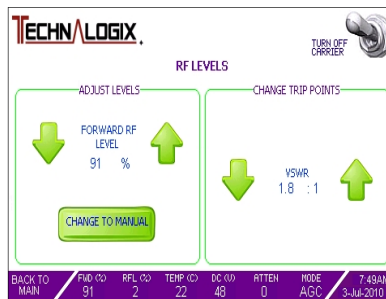 TECHNALOGIX.
TURN OFF
CARRIER
RF LEVELS
ADJUST LEVELS
FORWARD RF
LEVEL
91 %
CHANGE TO MANUAL
CHANGE TRIP POINTS
VSWR
1.8 : 1
BACK TO
MAIN
FWD (%)
91
RFL (%)
2
TEMP (C)
22
DC (V)
48
ATTEN
0
MODE
AGC
7:49AM
3-Jul-2010